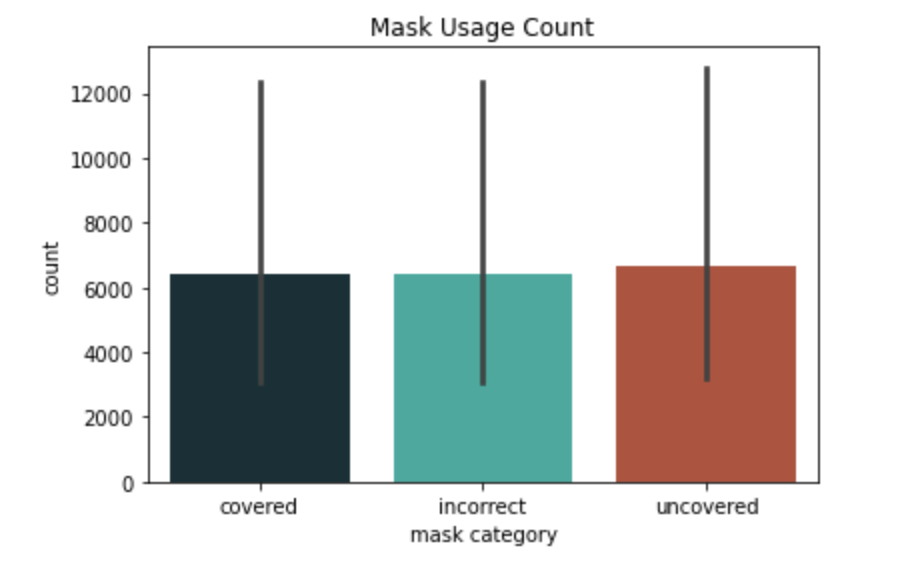 Mask Usage Count
12000
10000
8000
6000
4000
2000
0
count
covered incorrect uncovered
mask category